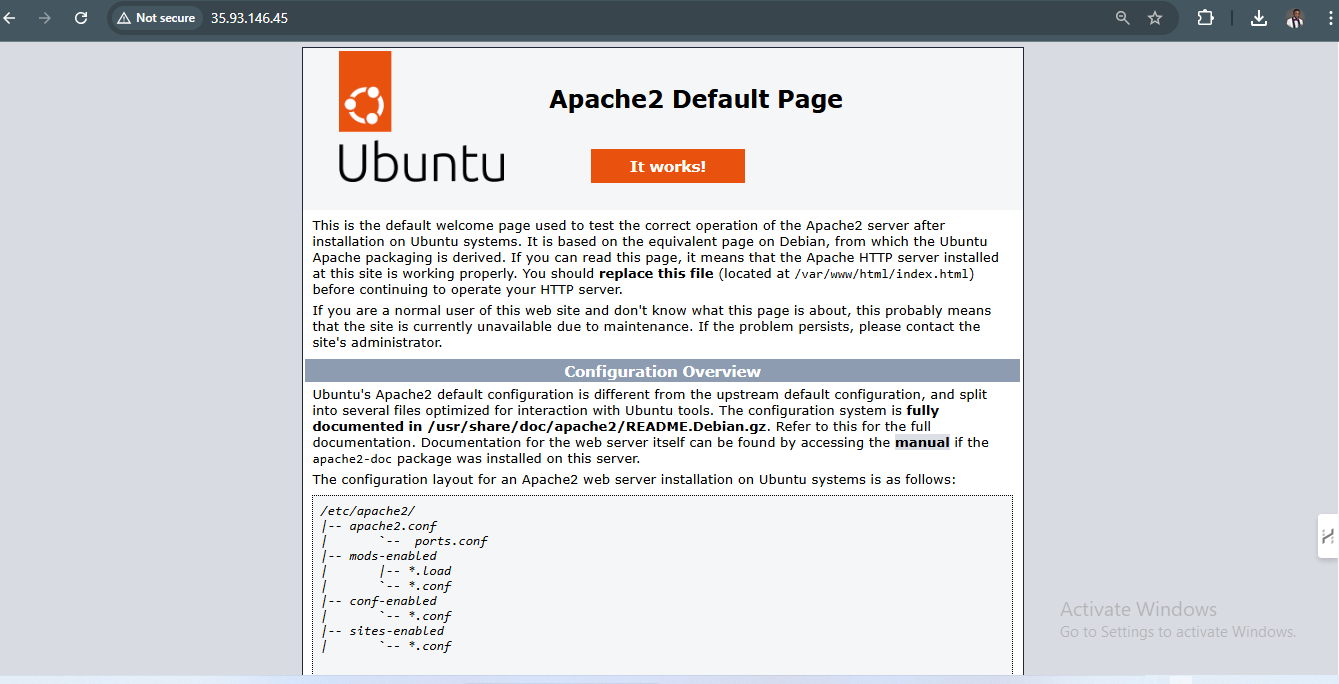 Not secure 35.93.146.45
Apache2 Default Page
Ubuntu
It works!
This is the default welcome page used to test the correct operation of the Apache2 server after
installation on Ubuntu systems. It is based on the equivalent page on Debian, from which the Ubuntu
Apache packaging is derived. If you can read this page, it means that the Apache HTTP server installed
at this site is working properly. You should replace this file (located at /var/www/html/index.html)
before continuing to operate your HTTP server.
If you are a normal user of this web site and don't know what this page is about, this probably means
that the site is currently unavailable due to maintenance. If the problem persists, please contact the
site's administrator.
Configuration Overview
Ubuntu's Apache2 default configuration is different from the upstream default configuration, and split
into several files optimized for interaction with Ubuntu tools. The configuration system is fully
documented in /usr/share/doc/apache2/README.Debian.gz. Refer to this for the full
documentation. Documentation for the web server itself can be found by accessing the manual if the
apache2-doc package was installed on this server.
The configuration layout for an Apache2 web server installation on Ubuntu systems is as follows:
/etc/apache2/
|-- apache2.conf
|       `--  ports.conf
|-- mods-enabled
|       |-- *.load
|       `-- *.conf
|-- conf-enabled
|       `-- *.conf
|-- sites-enabled
|       `-- *.conf
Activate Windows
Go to Settings to activate Windows.